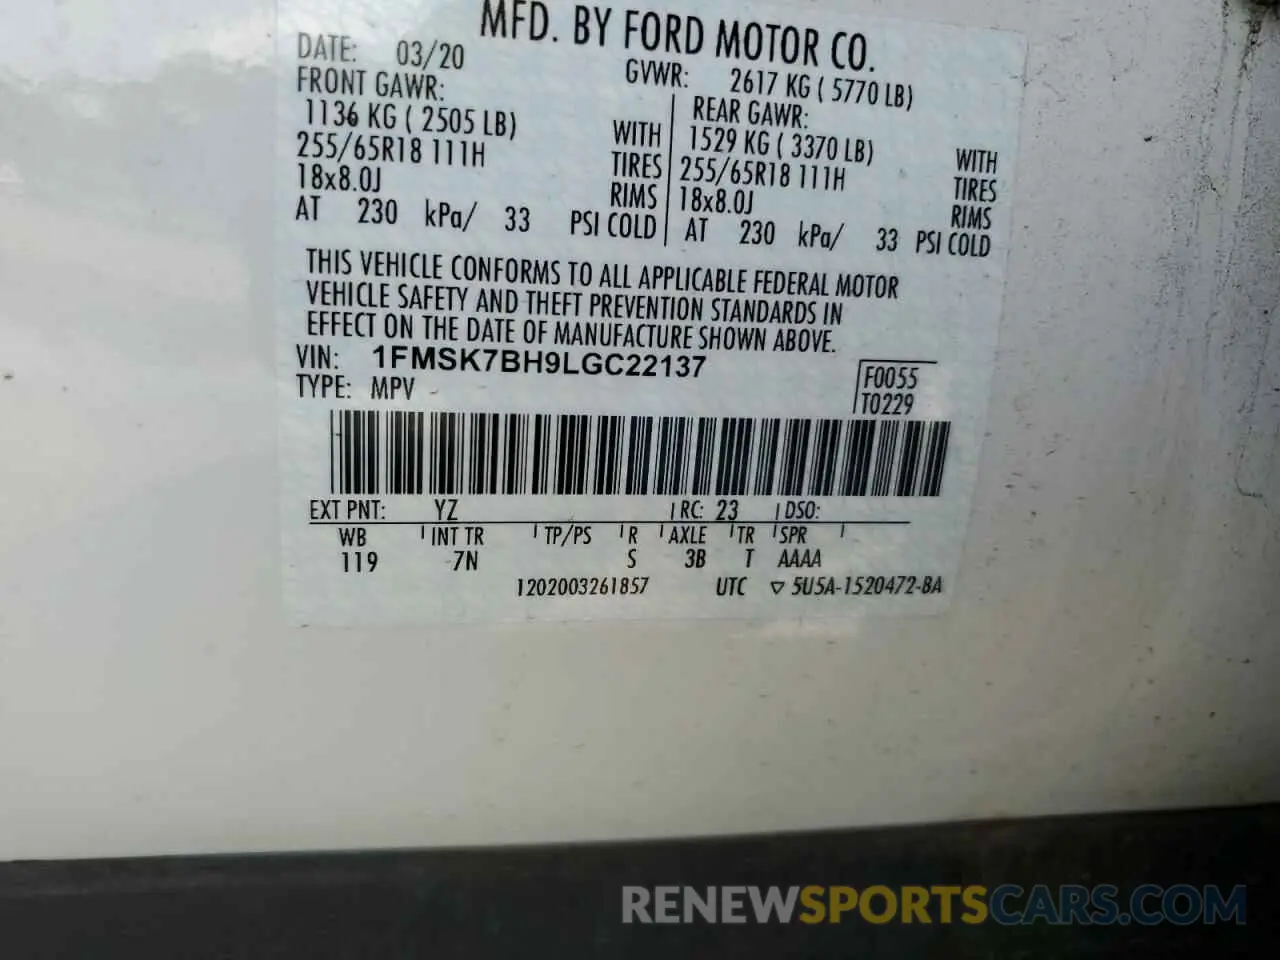 MFD. BY FORD MOTOR CO.
DATE: 03/20
GVWR: 2617 KG ( 5770 LB)
FRONT GAWR:
1136 KG ( 2505 LB) WITH
255/65R18 111H TIRES
18x8.0J RIMS
AT 230 kPa/ 33 PSI COLD
REAR GAWR:
1529 KG ( 3370 LB) WITH
255/65R18 111H TIRES
18x8.0J RIMS
AT 230 kPa/ 33 PSI COLD
THIS VEHICLE CONFORMS TO ALL APPLICABLE FEDERAL MOTOR
VEHICLE SAFETY AND THEFT PREVENTION STANDARDS IN
EFFECT ON THE DATE OF MANUFACTURE SHOWN ABOVE.
VIN: 1FMSK7BH9LGC22137
TYPE: MPV
F0055
T0229
EXT PNT: YZ RC: 23 DSO:
WB INT TR TP/PS R AXLE TR SPR
119 7N S 3B T AAAA
1202003261857 UTC ▽ 5U5A-1520472-BA
RENEWSPORTSCARS.COM